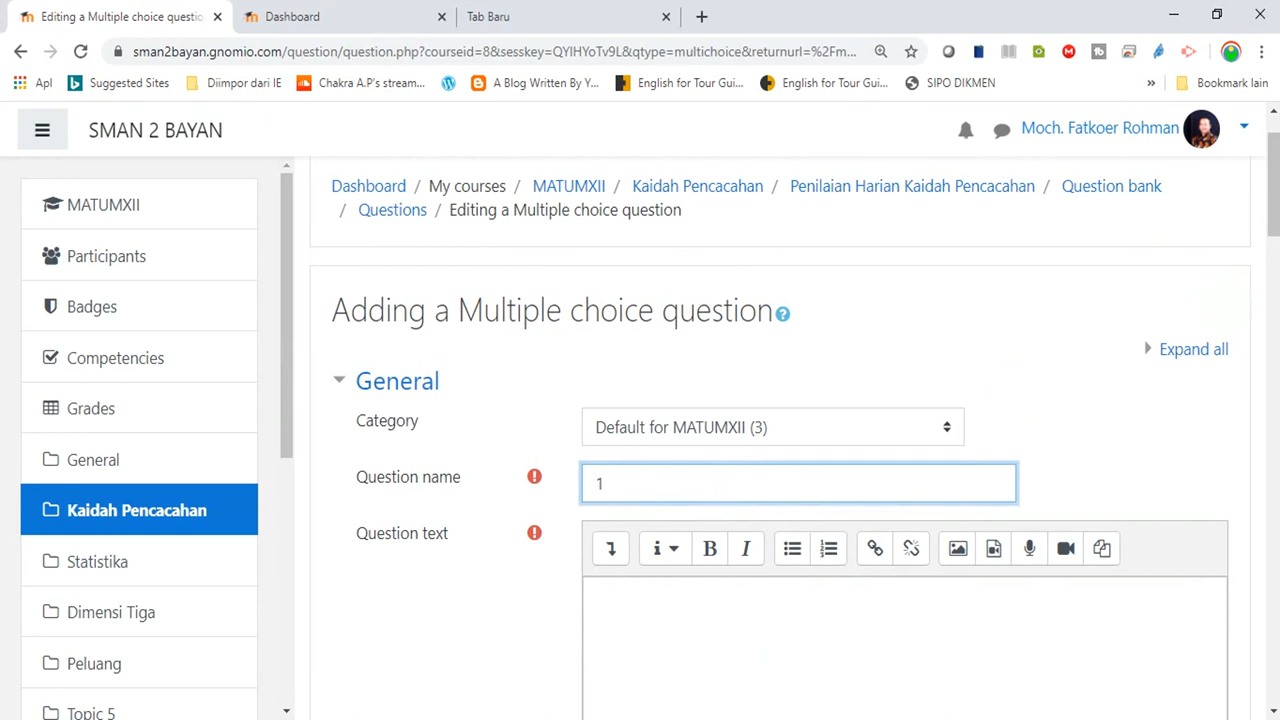 Editing a Multiple choice questio
Dashboard
Tab Baru
sman2bayan.gnomio.com/question/question.php?courseid=8&sesskey=QYIHYoTv9L&qtype=multichoice&returnurl=%2Fm...
Apl
Suggested Sites
Diimpor dari IE
Chakra A.P's stream...
A Blog Written By Y...
English for Tour Gui...
English for Tour Gui...
SIPO DIKMEN
»
Bookmark lain
SMAN 2 BAYAN
Moch. Fatkoer Rohman
Dashboard / My courses / MATUMXII / Kaidah Pencacahan / Penilaian Harian Kaidah Pencacahan / Question bank
/ Questions / Editing a Multiple choice question
MATUMXII
Participants
Badges
Competencies
Grades
General
Kaidah Pencacahan
Statistika
Dimensi Tiga
Peluang
Topic 5
Adding a Multiple choice question
Expand all
General
Category
Default for MATUMXII (3)
Question name
1
Question text
B I